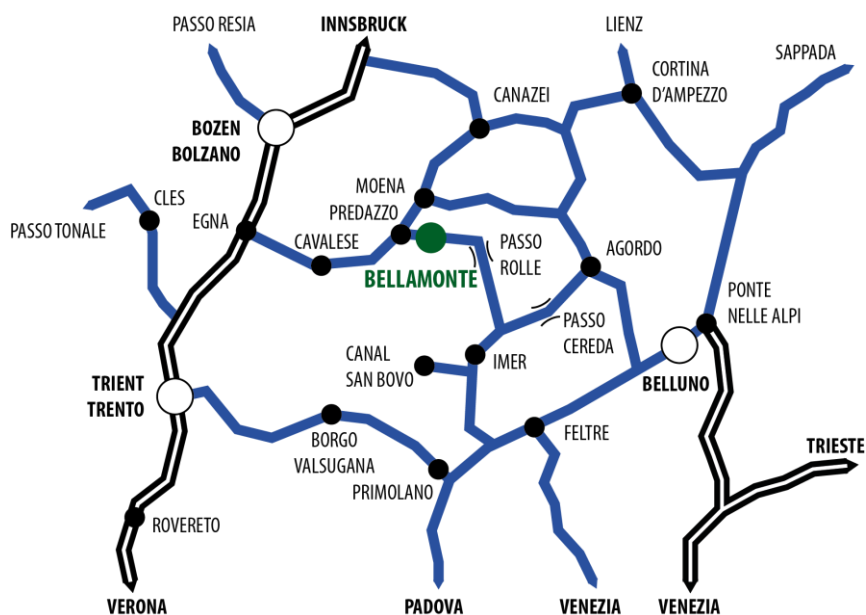 PASSO RESIA
INNSBRUCK
LIENZ
SAPPADA
CORTINA
D'AMPEZZO
CANAZEI
BOZEN
BOLZANO
MOENA
PREDAZZO
CLES
PASSO TONALE
EGNA
CAVALESE
PASSO
ROLLE
AGORDO
BELLAMONTE
PONTE
NELLE ALPI
PASSO
CEREDA
CANAL
SAN BOVO
IMER
BELLUNO
TRIENT
TRENTO
BORGO
VALSUGANA
FELTRE
TRIESTE
PRIMOLANO
ROVERETO
VERONA
PADOVA
VENEZIA
VENEZIA